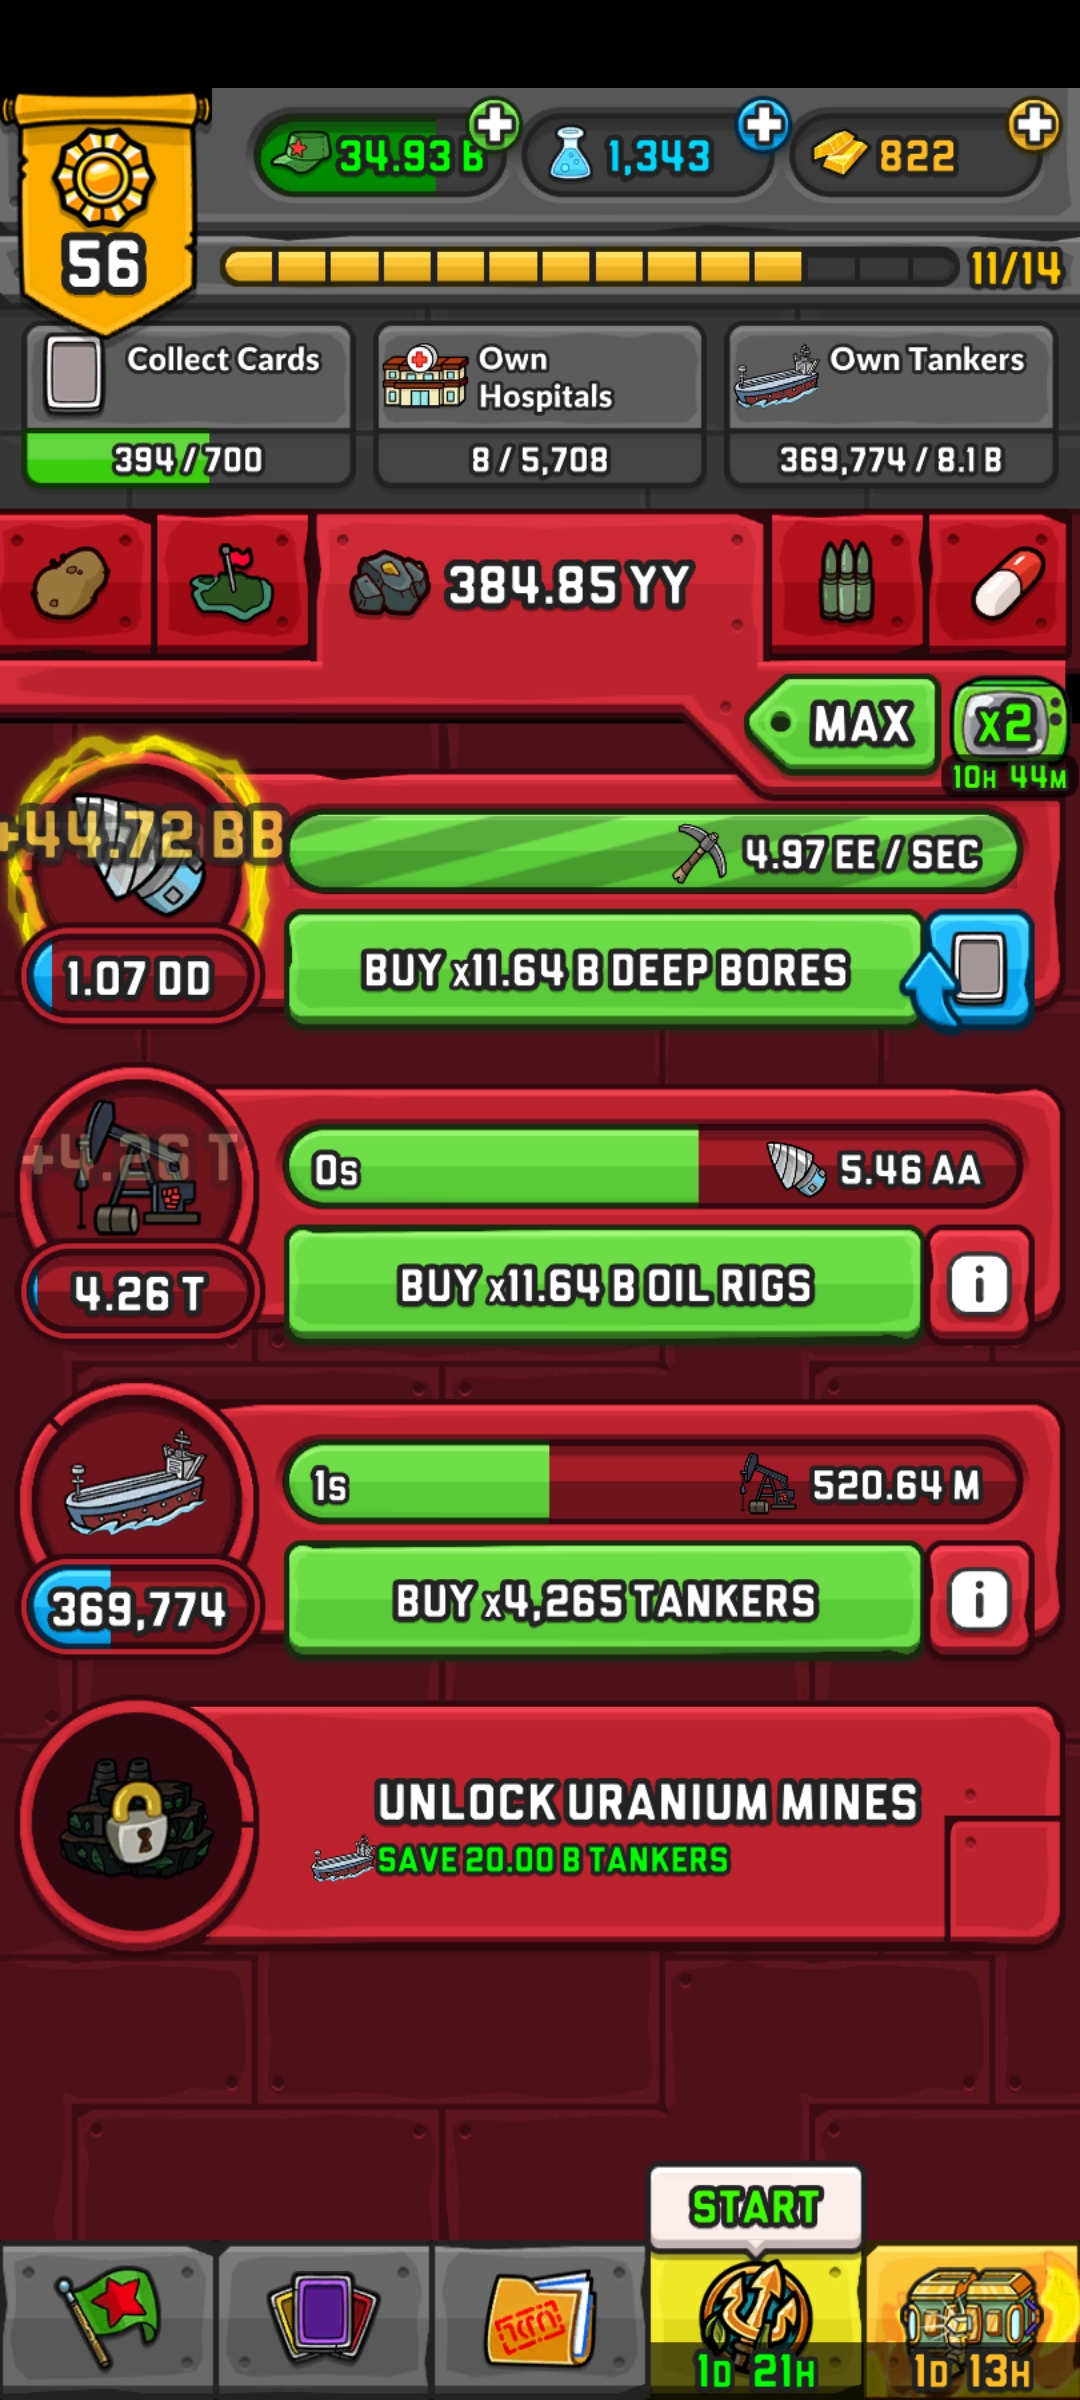 56
34.93 B
1,343
822
11/14
Collect Cards
394 / 700
Own
Hospitals
8 / 5,708
Own Tankers
369,774 / 8.1 B
384.85 YY
MAX
x2
10H 44M
+44.72 BB
4.97 EE / SEC
1.07 DD
BUY x11.64 B DEEP BORES
+4.26 T
0s
5.46 AA
4.26 T
BUY x11.64 B OIL RIGS
i
1s
520.64 M
369,774
BUY x4,265 TANKERS
i
UNLOCK URANIUM MINES
SAVE 20.00 B TANKERS
START
1D 21H
1D 13H